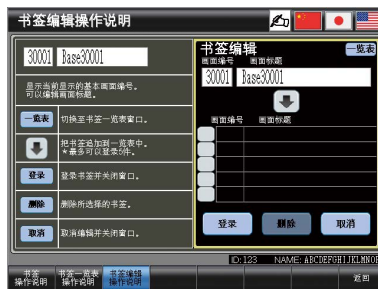 书签编辑操作说明
30001 Base30001
显示当前显示的基本画面编号。
可以编辑画面标题。
一览表 切换至书签一览表窗口。
把书签追加到一览表中。
*最多可以登录5件。
登录 登录书签并关闭窗口。
删除 删除所选择的书签。
取消 取消编辑并关闭窗口。
书签编辑 一览表
画面编号 画面标题
30001 Base30001
画面编号 画面标题
登录 删除 取消
ID:123 NAME: ABCDEFGHIJKLMNOP
书签
操作说明
书签一览表
操作说明
书签编辑
操作说明
返回